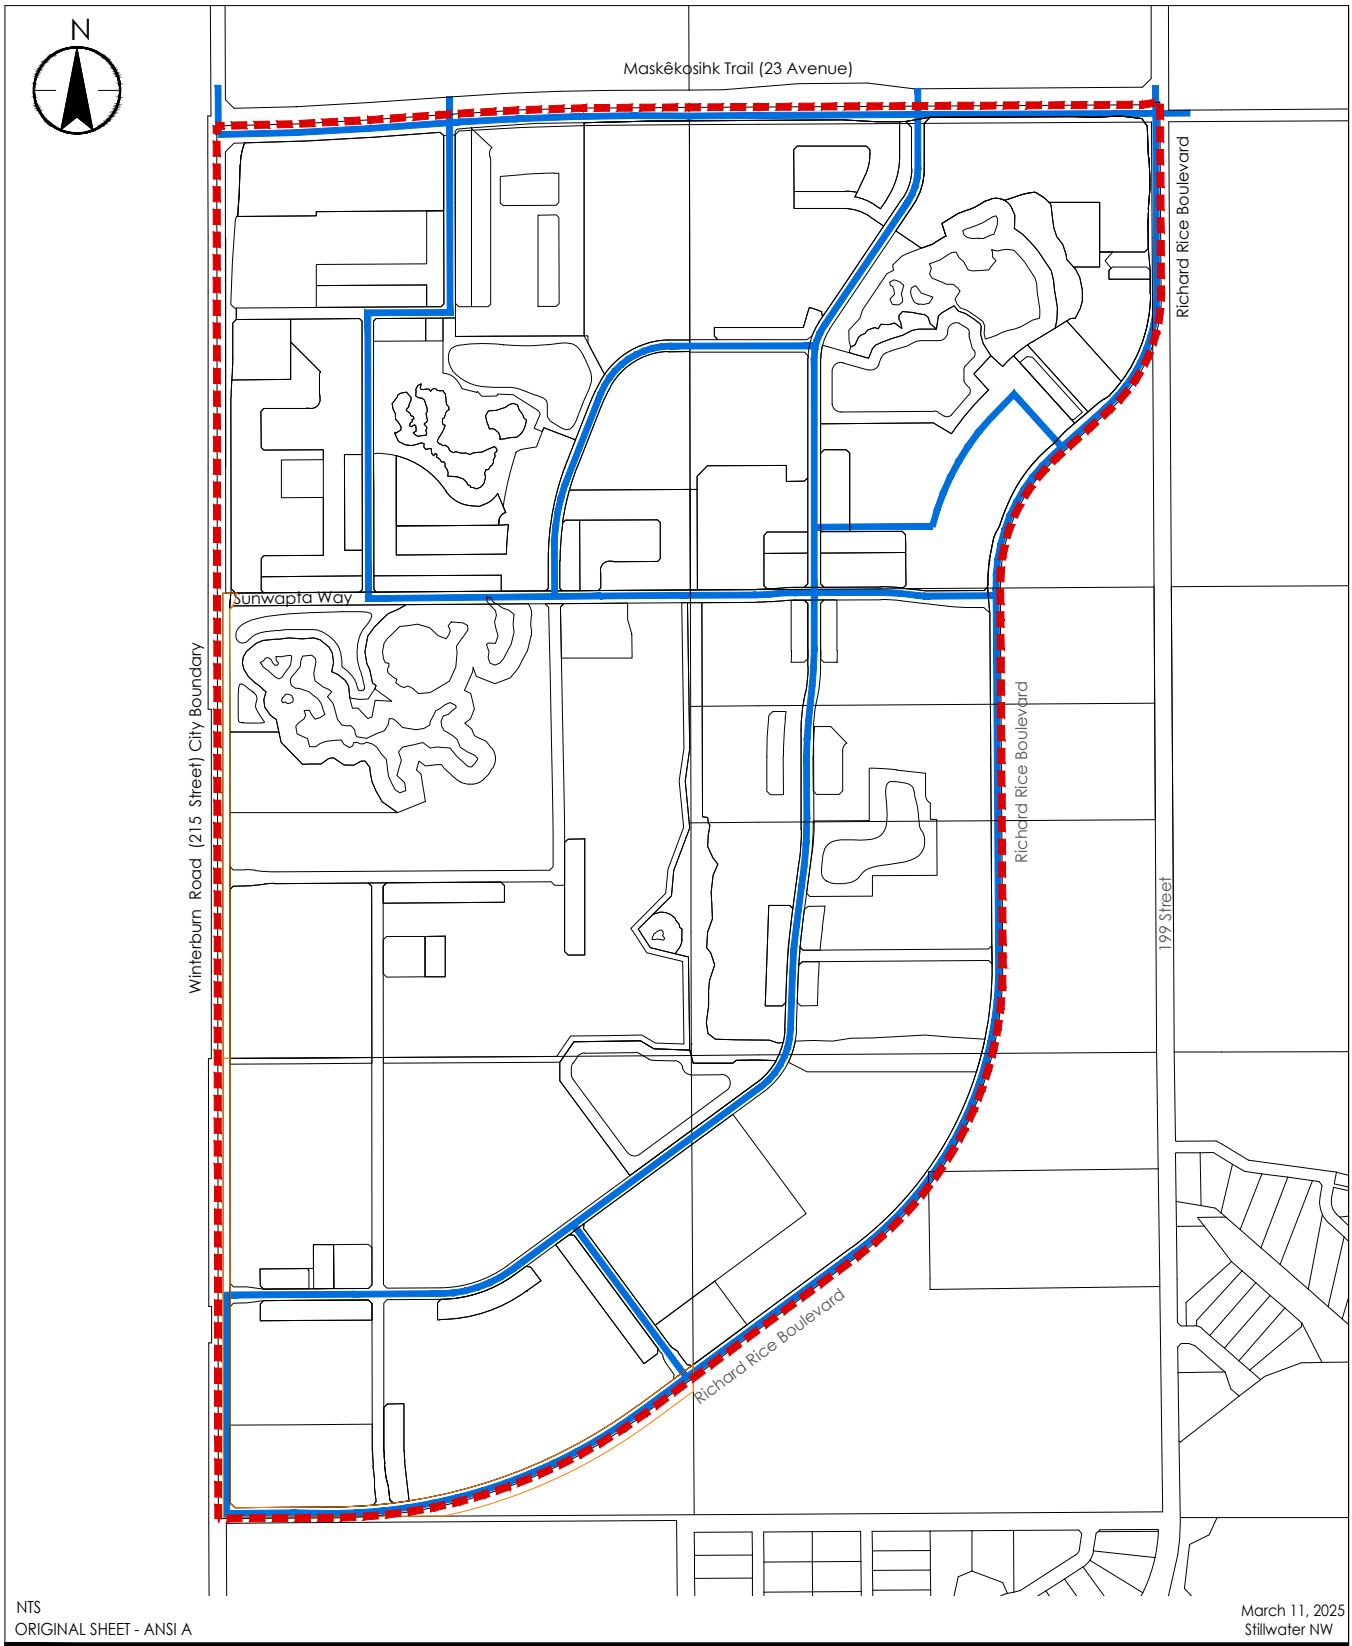 N
Maskêkosihk Trail (23 Avenue)
Richard Rice Boulevard
Sunwapta Way
Winterburn Road (215 Street) City Boundary
Richard Rice Boulevard
199 Street
Richard Rice Boulevard
NTS
ORIGINAL SHEET - ANSI A
March 11, 2025
Stillwater NW